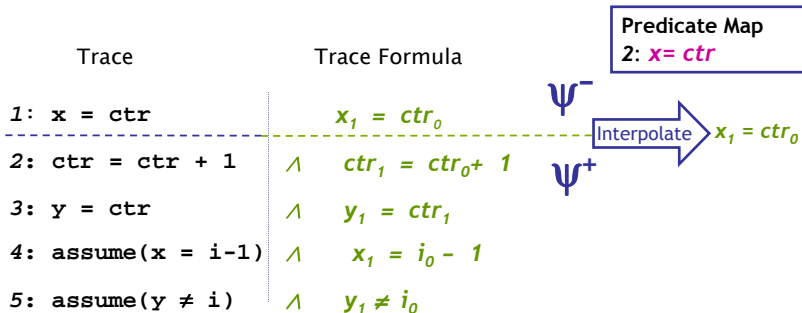 Predicate Map
2: x= ctr
Trace
Trace Formula
1: x = ctr
x₁ = ctr₀
ψ⁻
Interpolate
x₁ = ctr₀
2: ctr = ctr + 1
∧ ctr₁ = ctr₀+ 1
ψ⁺
3: y = ctr
∧ y₁ = ctr₁
4: assume(x = i-1)
∧ x₁ = i₀ – 1
5: assume(y ≠ i)
∧ y₁ ≠ i₀